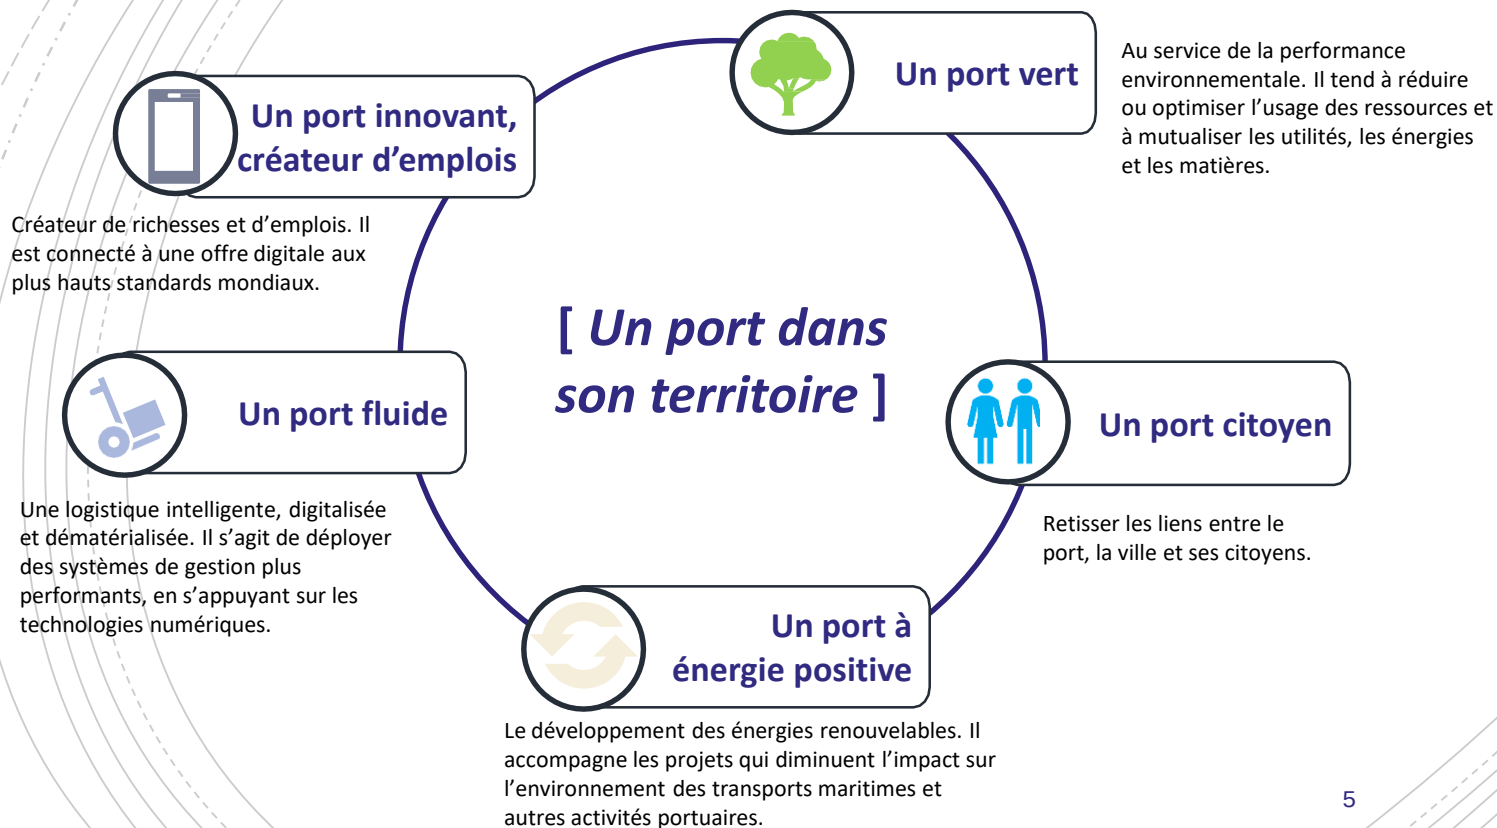 Un port innovant,
créateur d’emplois
Créateur de richesses et d’emplois. Il
est connecté à une offre digitale aux
plus hauts standards mondiaux.
Un port vert
Au service de la performance
environnementale. Il tend à réduire
ou optimiser l’usage des ressources et
à mutualiser les utilités, les énergies
et les matières.
[ Un port dans
son territoire ]
Un port fluide
Une logistique intelligente, digitalisée
et dématérialisée. Il s’agit de déployer
des systèmes de gestion plus
performants, en s’appuyant sur les
technologies numériques.
Un port citoyen
Retisser les liens entre le
port, la ville et ses citoyens.
Un port à
énergie positive
Le développement des énergies renouvelables. Il
accompagne les projets qui diminuent l’impact sur
l’environnement des transports maritimes et
autres activités portuaires.
5